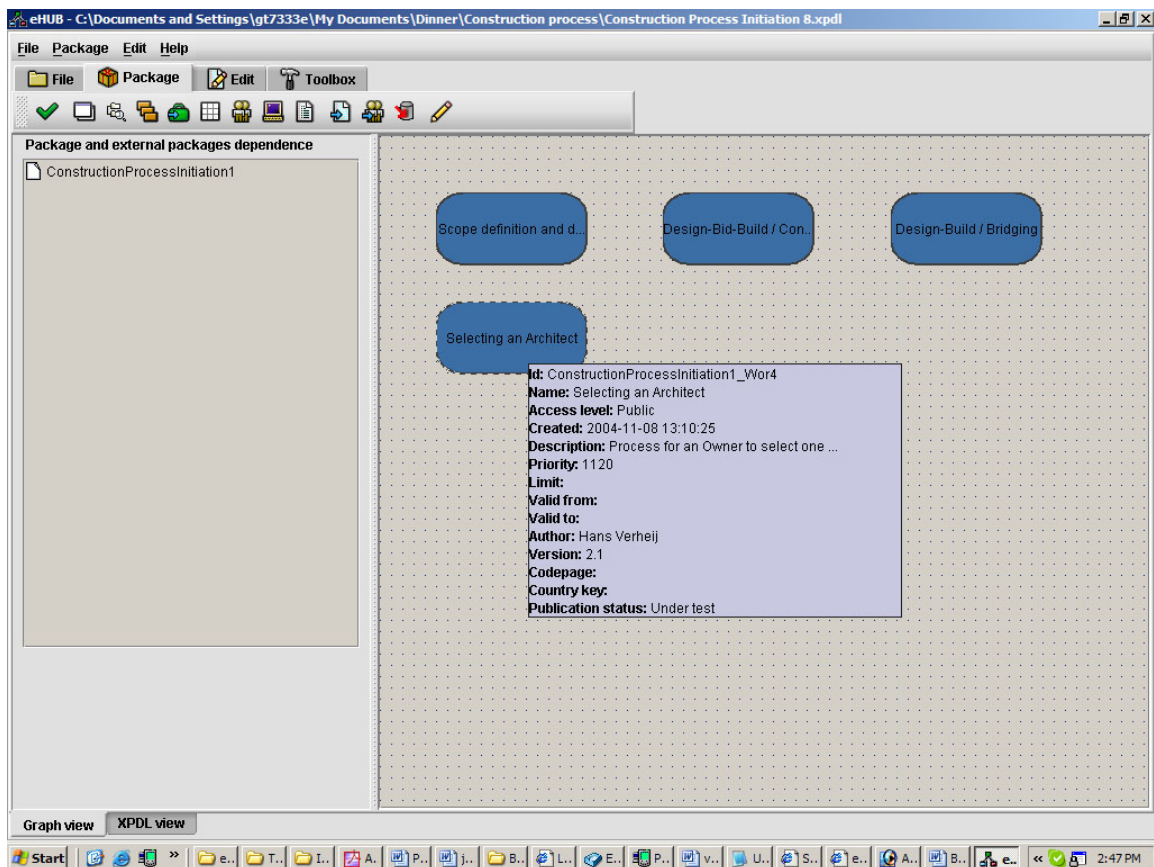 eHUB - C:\Documents and Settings\gt7333e\My Documents\Dinner\Construction process\Construction Process Initiation 8.xpdl
File Package Edit Help
File Package Edit Toolbox
Package and external packages dependence
ConstructionProcessInitiation1
Scope definition and d... Design-Bid-Build / Con... Design-Build / Bridging
Selecting an Architect
Id: ConstructionProcessInitiation1_Wor4
Name: Selecting an Architect
Access level: Public
Created: 2004-11-08 13:10:25
Description: Process for an Owner to select one ...
Priority: 1120
Limit:
Valid from:
Valid to:
Author: Hans Verheij
Version: 2.1
Codepage:
Country key:
Publication status: Under test
Graph view XPDL view
Start » e.. T.. I.. A. P.. j.. B.. L.. E.. P.. v.. U.. S.. e.. A.. B.. e.. « 2:47 PM